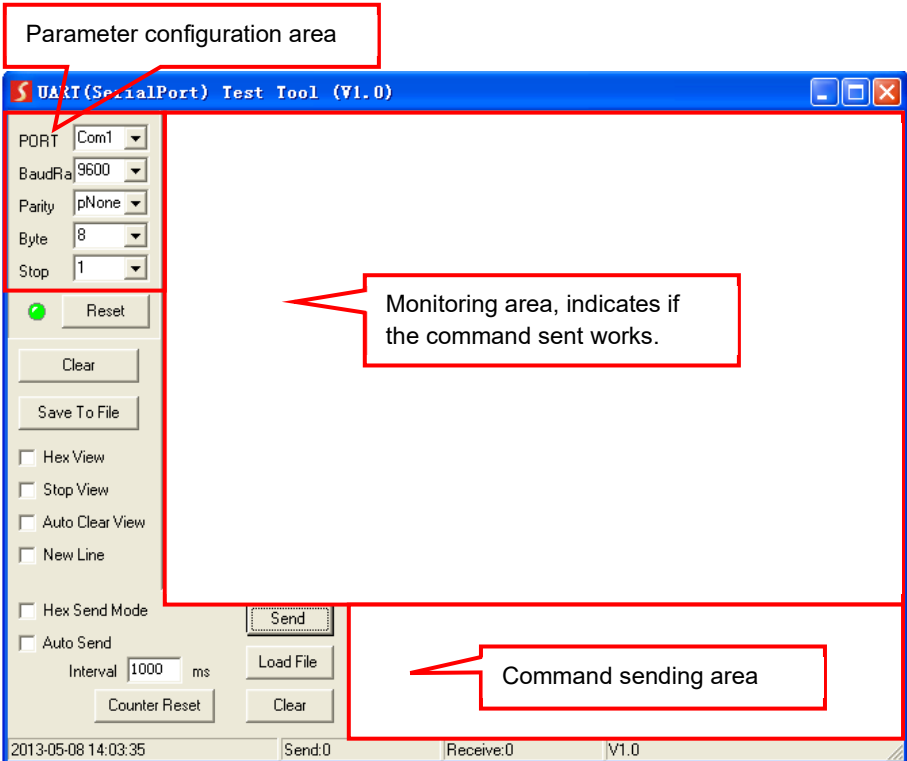 Parameter configuration area
UART(SerialPort) Test Tool (V1.0)
PORT Com1
BaudRa 9600
Parity pNone
Byte 8
Stop 1
Reset
Monitoring area, indicates if
the command sent works.
Clear
Save To File
Hex View
Stop View
Auto Clear View
New Line
Hex Send Mode
Send
Auto Send
Interval 1000 ms
Load File
Command sending area
Counter Reset
Clear
2013-05-08 14:03:35 Send:0 Receive:0 V1.0